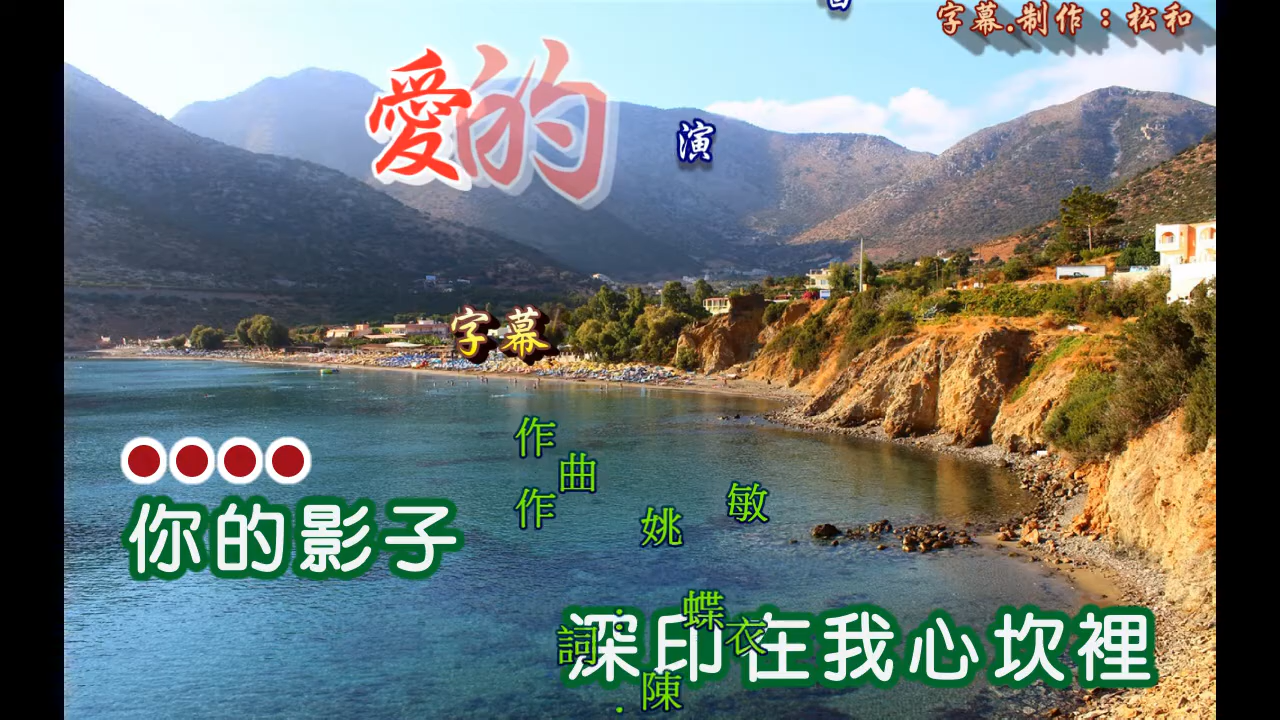 字幕.制作：松和
愛的
演
字幕
作曲
姚敏
你的影子
作詞:陳蝶衣
深印在我心坎裡